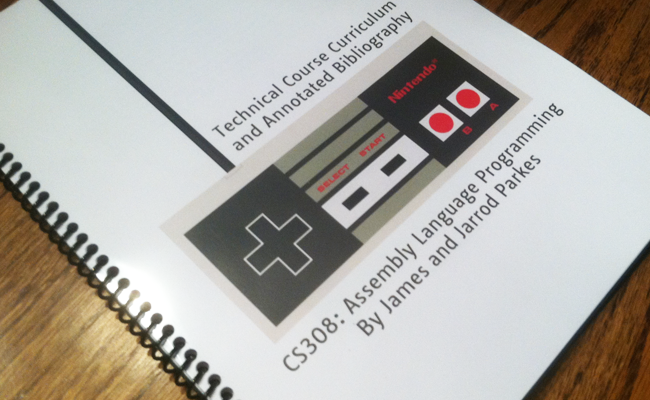 Technical Course Curriculum
and Annotated Bibliography
Nintendo®
SELECT START
B A
CS308: Assembly Language Programming
By James and Jarrod Parkes